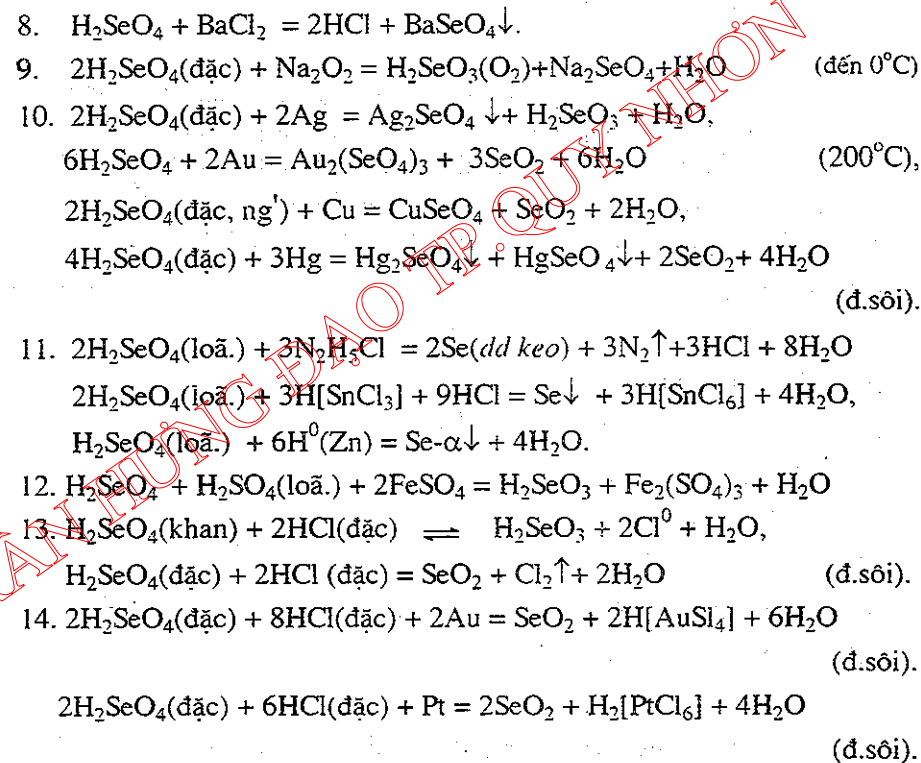 8. H₂SeO₄ + BaCl₂ = 2HCl + BaSeO₄↓.
9. 2H₂SeO₄(đặc) + Na₂O₂ = H₂SeO₃(O₂)+Na₂SeO₄+H₂O (đến 0°C)
10. 2H₂SeO₄(đặc) + 2Ag = Ag₂SeO₄ ↓+ H₂SeO₃ + H₂O,
6H₂SeO₄ + 2Au = Au₂(SeO₄)₃ + 3SeO₂ + 6H₂O (200°C),
2H₂SeO₄(đặc, ng') + Cu = CuSeO₄ + SeO₂ + 2H₂O,
4H₂SeO₄(đặc) + 3Hg = Hg₂SeO₄↓ + HgSeO₄↓+ 2SeO₂+ 4H₂O
(đ.sôi).
11. 2H₂SeO₄(loã.) + 3N₂H₅Cl = 2Se(dd keo) + 3N₂↑+3HCl + 8H₂O
2H₂SeO₄(loã.) + 3H[SnCl₃] + 9HCl = Se↓ + 3H[SnCl₆] + 4H₂O,
H₂SeO₄(loã.) + 6H⁰(Zn) = Se-α↓ + 4H₂O.
12. H₂SeO₄ + H₂SO₄(loã.) + 2FeSO₄ = H₂SeO₃ + Fe₂(SO₄)₃ + H₂O
13. H₂SeO₄(khan) + 2HCl(đặc) ⇌ H₂SeO₃ + 2Cl⁰ + H₂O,
H₂SeO₄(đặc) + 2HCl (đặc) = SeO₂ + Cl₂↑+ 2H₂O (đ.sôi).
14. 2H₂SeO₄(đặc) + 8HCl(đặc) + 2Au = SeO₂ + 2H[AuSl₄] + 6H₂O
(đ.sôi).
2H₂SeO₄(đặc) + 6HCl(đặc) + Pt = 2SeO₂ + H₂[PtCl₆] + 4H₂O
(đ.sôi).
ẦN HƯNG ĐẠO TP.QUY NHƠN